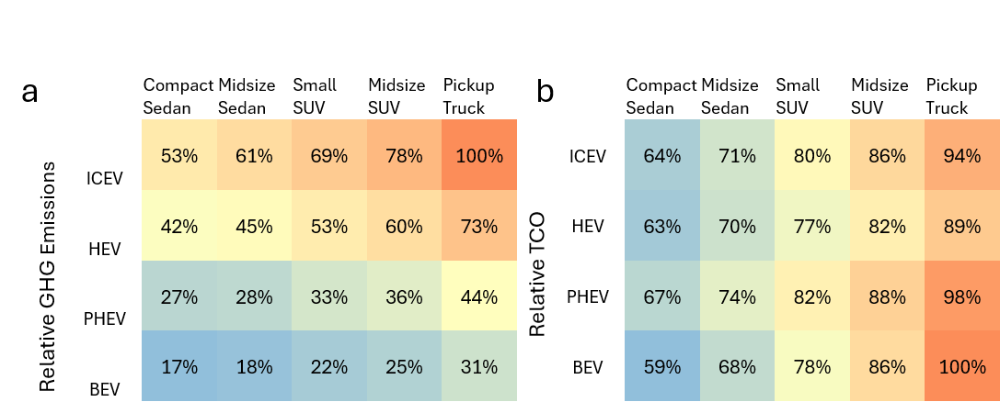 a
Compact Midsize Small Midsize Pickup
Sedan Sedan SUV SUV Truck
Relative GHG Emissions
ICEV 53% 61% 69% 78% 100%
HEV 42% 45% 53% 60% 73%
PHEV 27% 28% 33% 36% 44%
BEV 17% 18% 22% 25% 31%
b
Compact Midsize Small Midsize Pickup
Sedan Sedan SUV SUV Truck
Relative TCO
ICEV 64% 71% 80% 86% 94%
HEV 63% 70% 77% 82% 89%
PHEV 67% 74% 82% 88% 98%
BEV 59% 68% 78% 86% 100%